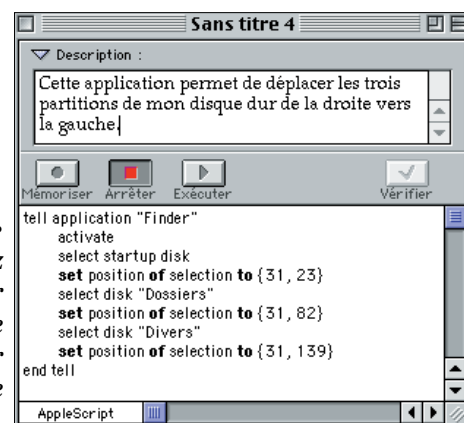 Sans titre 4
Description :
Cette application permet de déplacer les trois
partitions de mon disque dur de la droite vers
la gauche.
Mémoriser Arrêter Exécuter Vérifier
tell application "Finder"
activate
select startup disk
set position of selection to {31, 23}
select disk "Dossiers"
set position of selection to {31, 82}
select disk "Divers"
set position of selection to {31, 139}
end tell
AppleScript